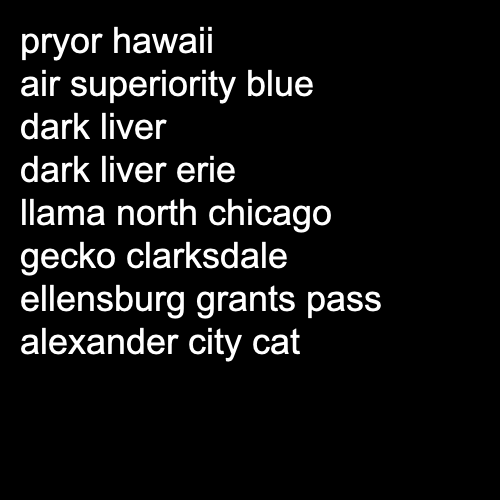 pryor hawaii
air superiority blue
dark liver
dark liver erie
llama north chicago
gecko clarksdale
ellensburg grants pass
alexander city cat